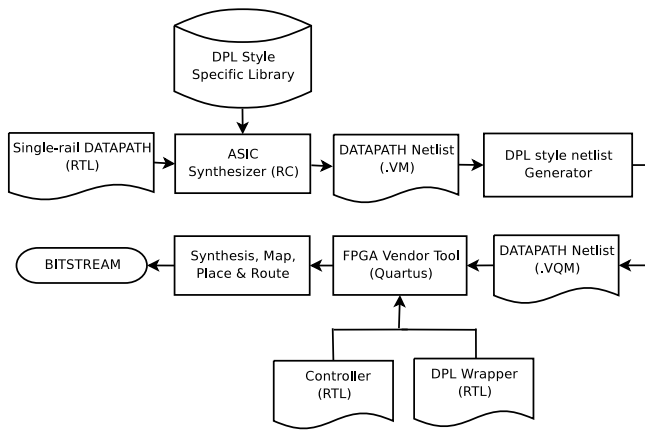 DPL Style
Specific Library
Single-rail DATAPATH
(RTL)
ASIC
Synthesizer (RC)
DATAPATH Netlist
(.VM)
DPL style netlist
Generator
BITSTREAM
Synthesis, Map,
Place & Route
FPGA Vendor Tool
(Quartus)
DATAPATH Netlist
(.VQM)
Controller
(RTL)
DPL Wrapper
(RTL)